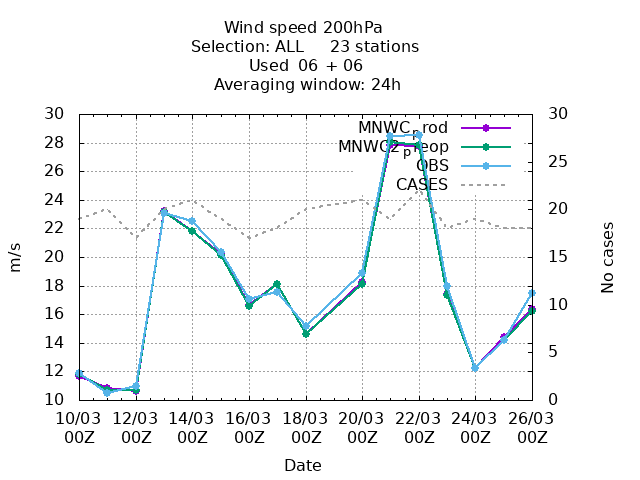 Wind speed 200hPa
Selection: ALL 23 stations
Used 06 + 06
Averaging window: 24h
30 30
28
26
24
22
20
18
16
14
12
10
25
20
15
10
5
0
m/s
No cases
MNWC_prod
MNWC2_preop
OBS
CASES
10/03 12/03 14/03 16/03 18/03 20/03 22/03 24/03 26/03
00Z 00Z 00Z 00Z 00Z 00Z 00Z 00Z 00Z
Date